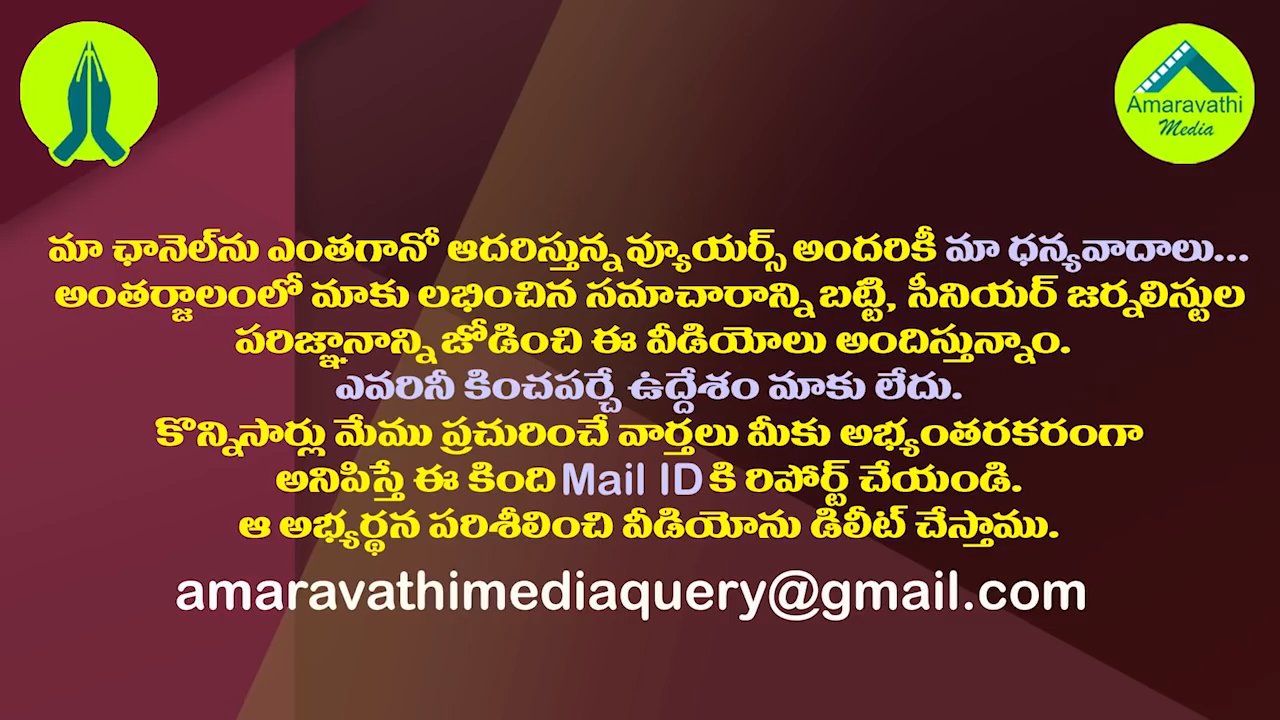 Amaravathi
Media
మా ఛానెల్‌ను ఎంతగానో ఆదరిస్తున్న వ్యూయర్స్ అందరికీ మా ధన్యవాదాలు...
అంతర్జాలంలో మాకు లభించిన సమాచారాన్ని బట్టి, సీనియర్ జర్నలిస్టుల
పరిజ్ఞానాన్ని జోడించి ఈ వీడియోలు అందిస్తున్నాం.
ఎవరినీ కించపర్చే ఉద్దేశం మాకు లేదు.
కొన్నిసార్లు మేము ప్రచురించే వార్తలు మీకు అభ్యంతరకరంగా
అనిపిస్తే ఈ కింది Mail ID కి రిపోర్ట్ చేయండి.
ఆ అభ్యర్థన పరిశీలించి వీడియోను డిలీట్ చేస్తాము.
amaravathimediaquery@gmail.com